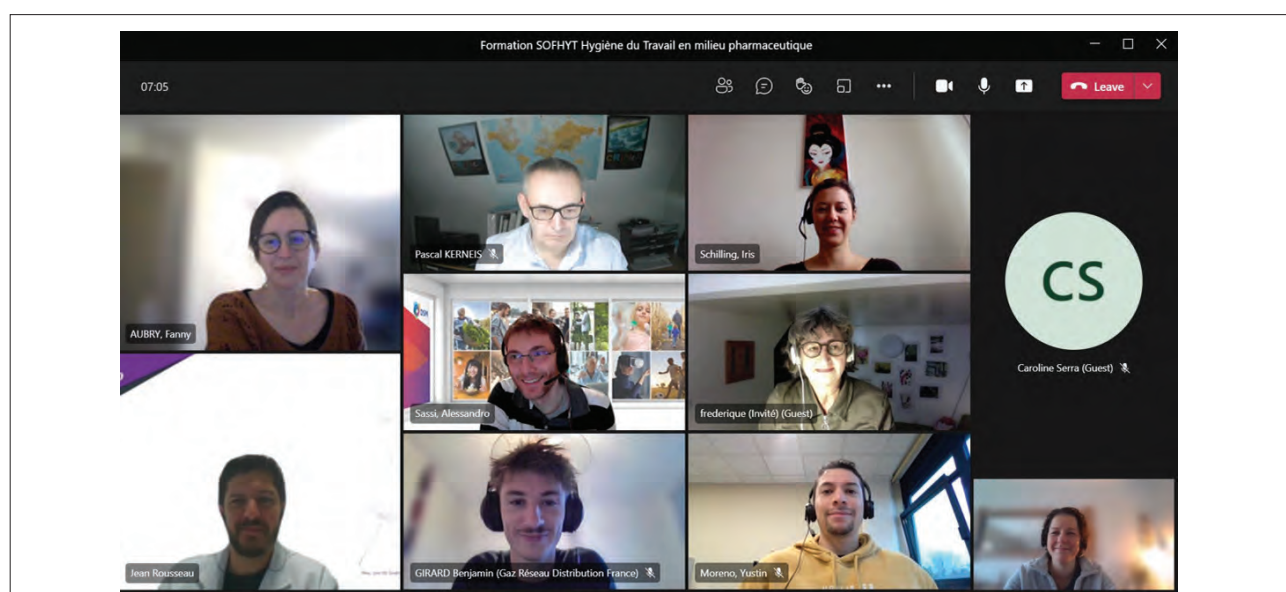 Formation SOFHYT Hygiène du Travail en milieu pharmaceutique
07:05
Leave
AUBRY, Fanny
Pascal KERNEIS
Schilling, Iris
CS
Caroline Serra (Guest)
Sassi, Alessandro
frederique (Invité) (Guest)
Jean Rousseau
GIRARD Benjamin (Gaz Réseau Distribution France)
Moreno, Yustin